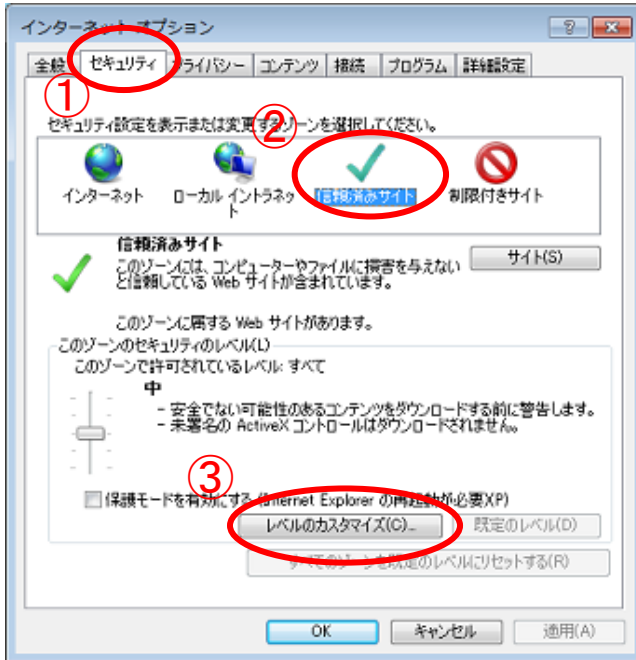 インターネット オプション
全般 セキュリティ プライバシー コンテンツ 接続 プログラム 詳細設定
①
②
セキュリティ設定を表示または変更するゾーンを選択してください。
インターネット ローカル イントラネット 信頼済みサイト 制限付きサイト
信頼済みサイト
このゾーンには、コンピューターやファイルに損害を与えない
と信頼している Web サイトが含まれています。
サイト(S)
このゾーンに属する Web サイトがあります。
このゾーンのセキュリティのレベル(L)
このゾーンで許可されているレベル: すべて
中
- 安全でない可能性のあるコンテンツをダウンロードする前に警告します。
- 未署名の ActiveX コントロールはダウンロードされません。
③
保護モードを有効にする (Internet Explorer の再起動が必要)(P)
レベルのカスタマイズ(C)... 既定のレベル(D)
すべてのゾーンを既定のレベルにリセットする(R)
OK キャンセル 適用(A)